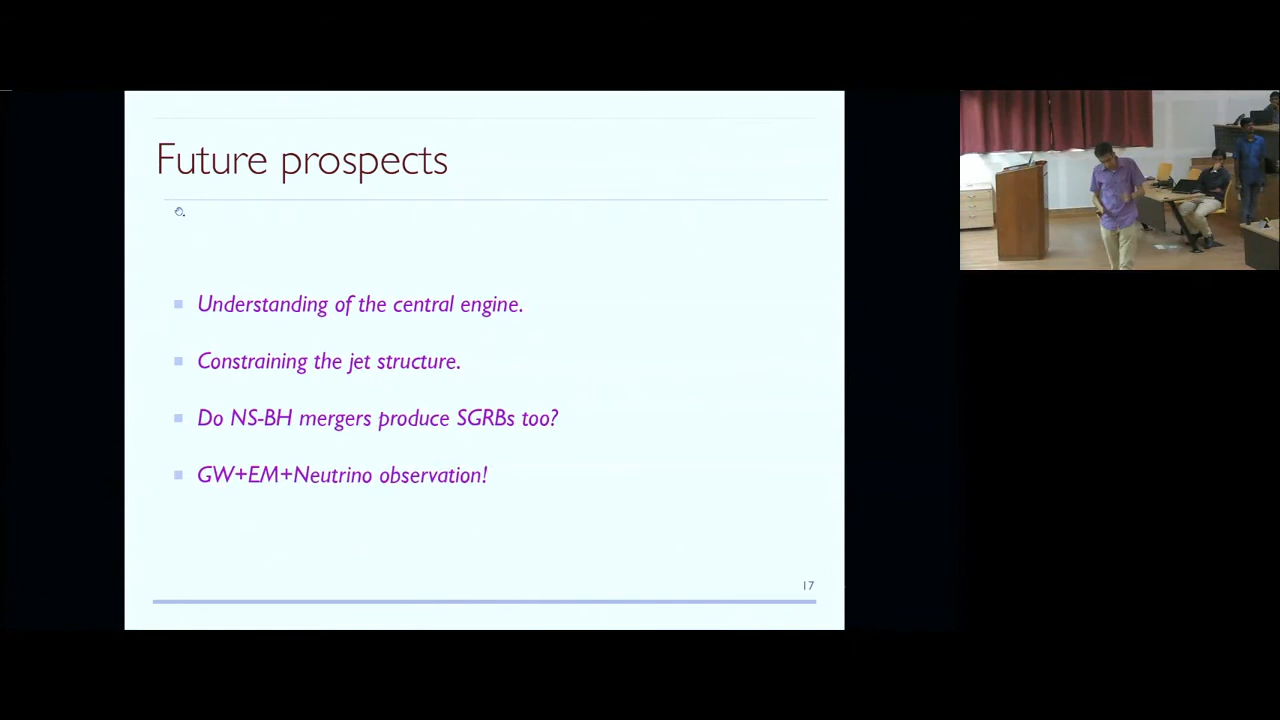 Future prospects
Understanding of the central engine.
Constraining the jet structure.
Do NS-BH mergers produce SGRBs too?
GW+EM+Neutrino observation!
17